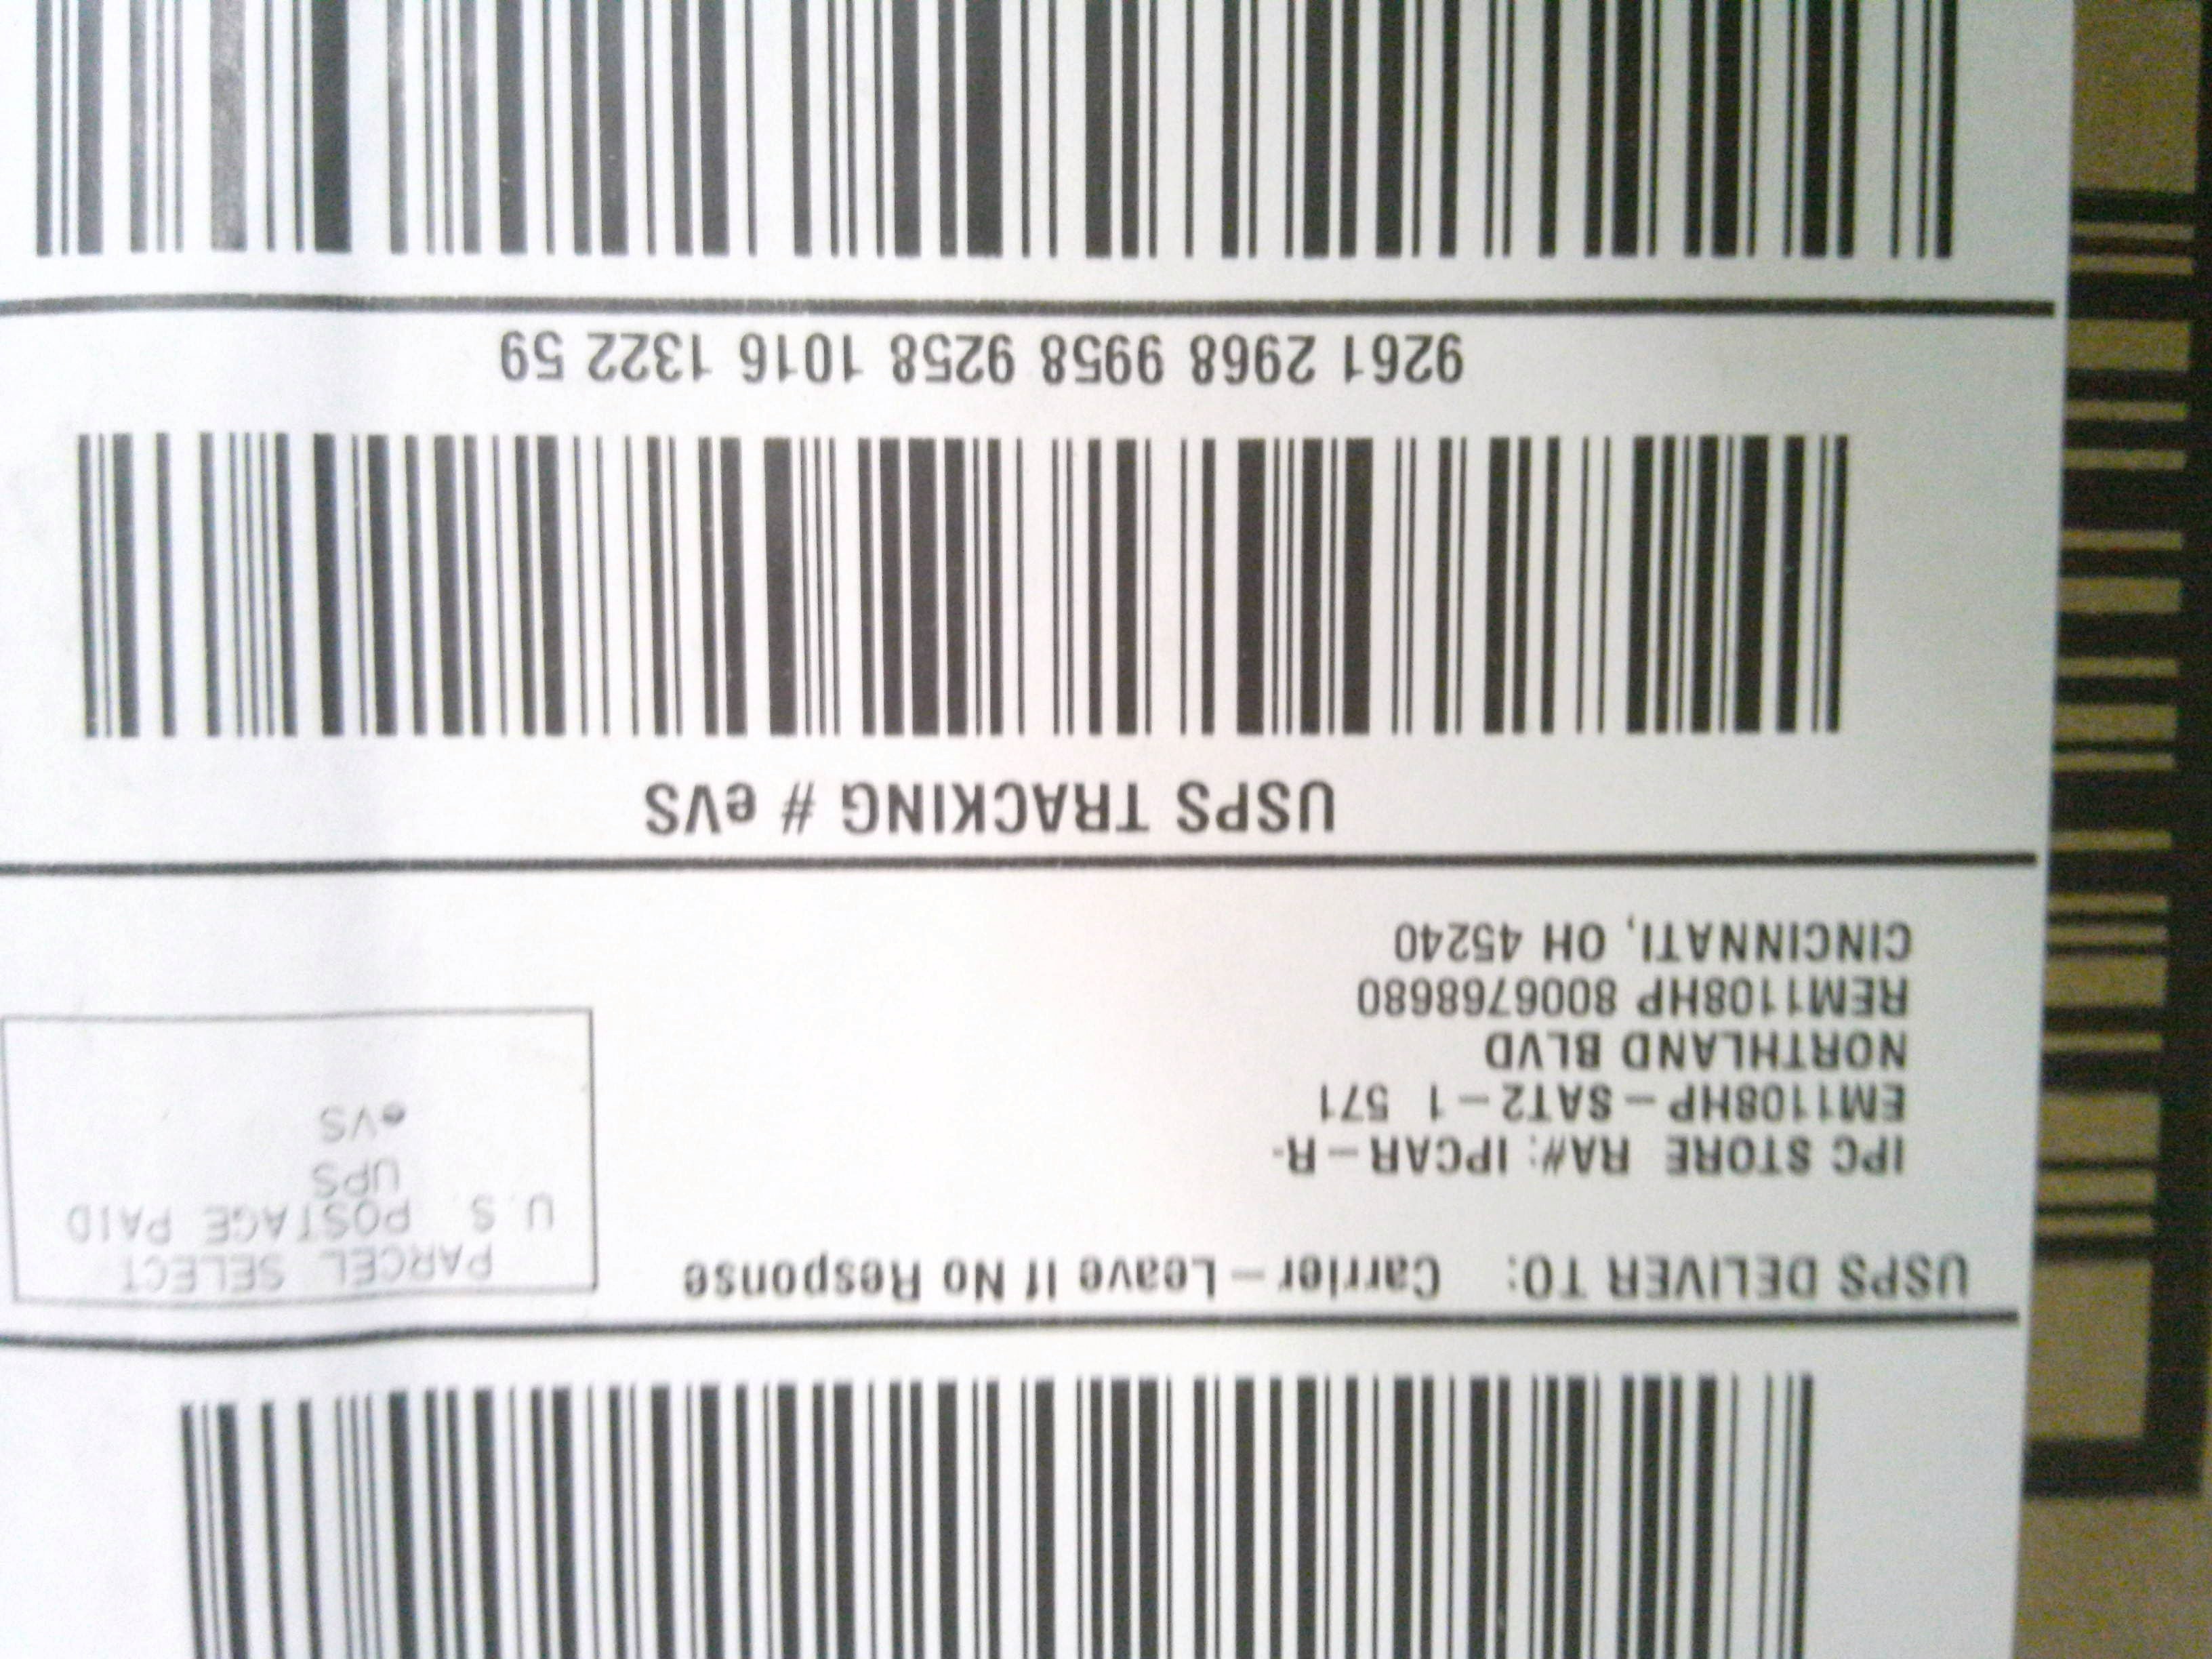 USPS DELIVER TO: Carrier - Leave If No Response
IPC STORE RA#: IPCAR-R-
EM1108HP-SAT2-1 571
NORTHLAND BLVD
REM1108HP 8006768680
CINCINNATI, OH 45240
PARCEL SELECT
U.S. POSTAGE PAID
UPS
eVS
USPS TRACKING # eVS
9261 2968 9958 9258 1016 1322 59